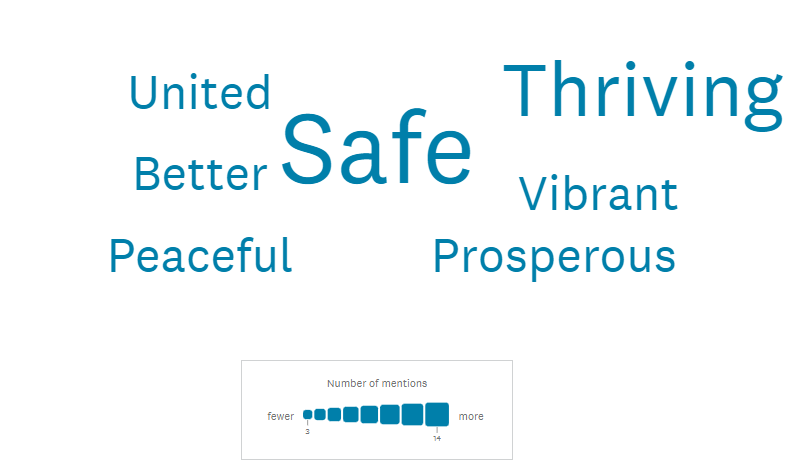 United
Thriving
Safe
Better
Vibrant
Peaceful
Prosperous
Number of mentions
fewer
more
3
14